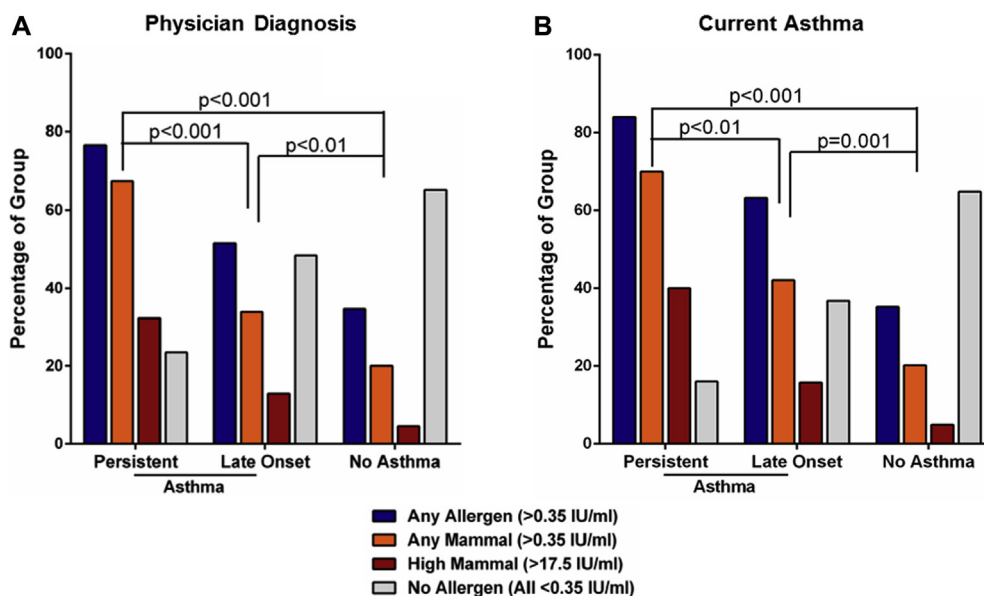 A
Physician Diagnosis
Percentage of Group
100
80
60
40
20
0
p<0.001
p<0.001
p<0.01
Persistent
Late Onset
No Asthma
Asthma
B
Current Asthma
Percentage of Group
100
80
60
40
20
0
p<0.001
p<0.01
p=0.001
Persistent
Late Onset
No Asthma
Asthma
Any Allergen (>0.35 IU/ml)
Any Mammal (>0.35 IU/ml)
High Mammal (>17.5 IU/ml)
No Allergen (All <0.35 IU/ml)